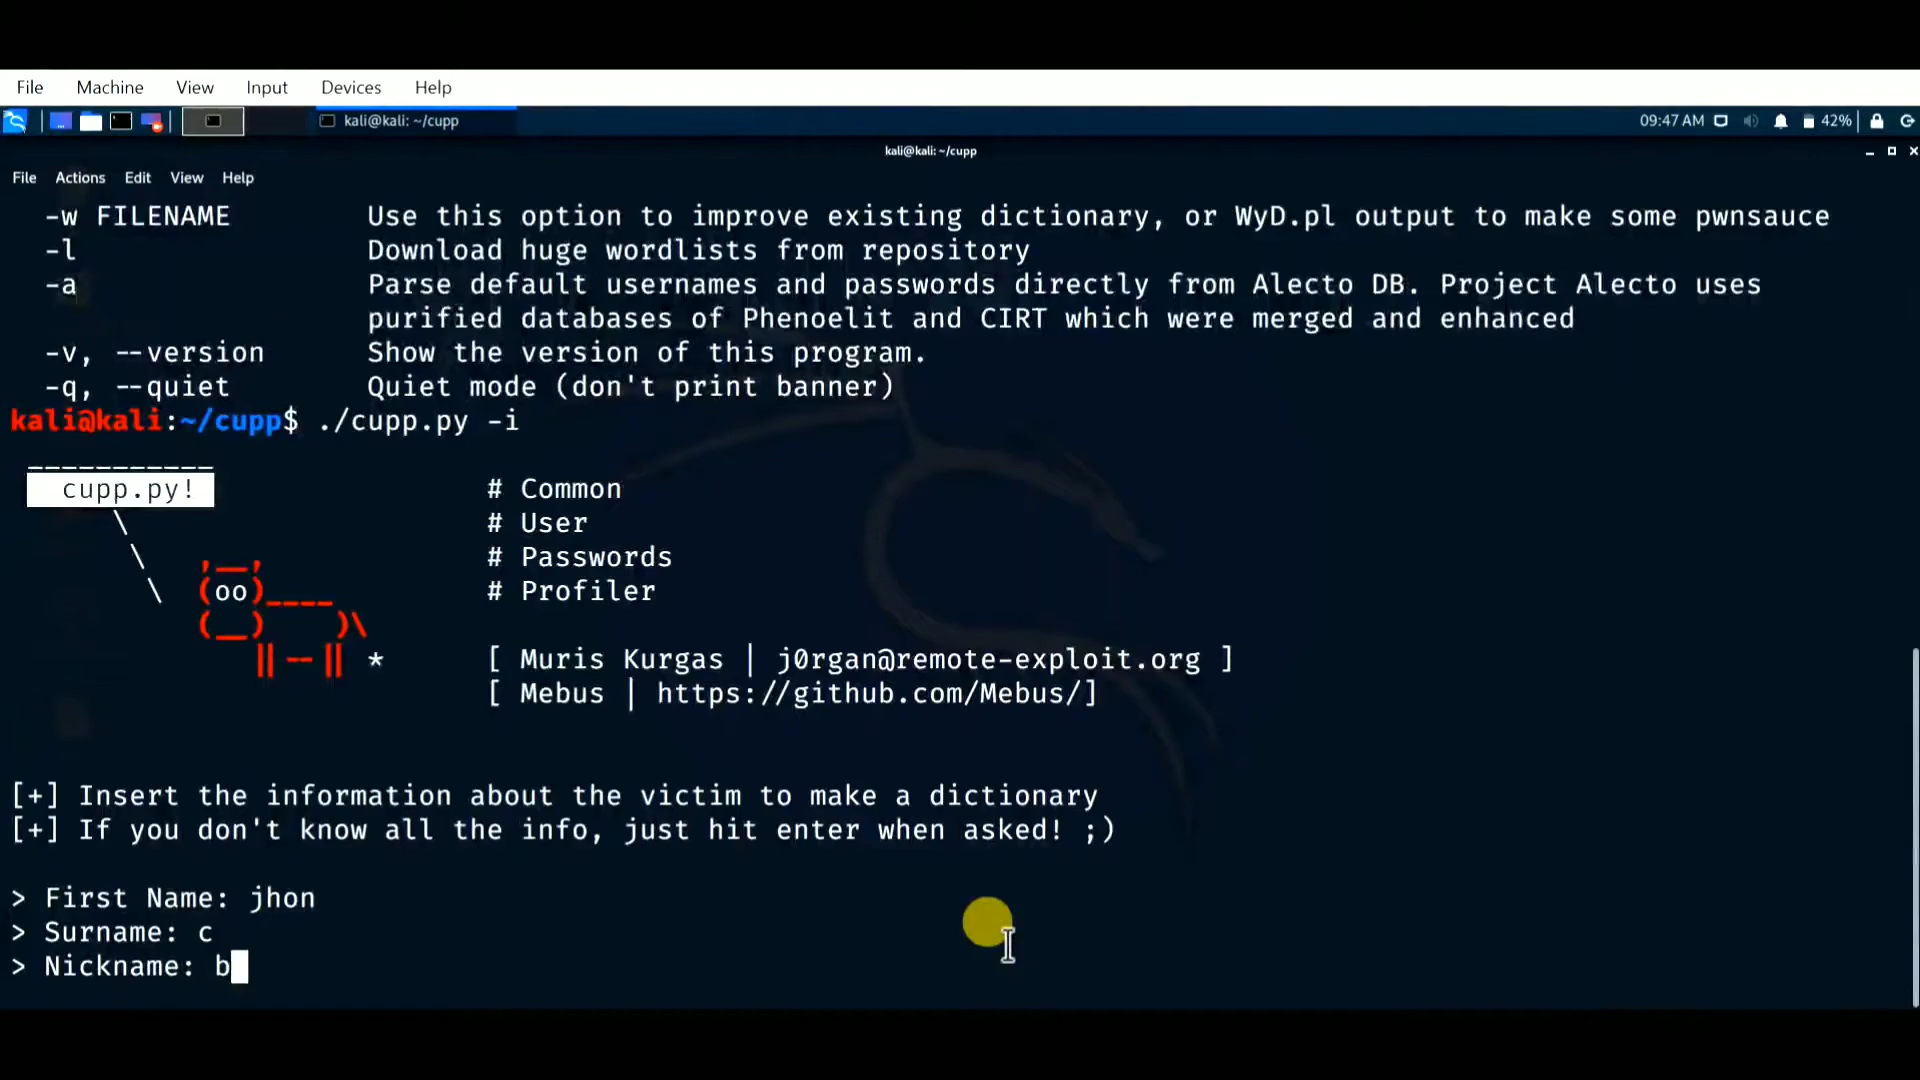 File Machine View Input Devices Help
kali@kali: ~/cupp 09:47 AM 42%
kali@kali: ~/cupp
File Actions Edit View Help
-w FILENAME Use this option to improve existing dictionary, or WyD.pl output to make some pwnsauce
-l Download huge wordlists from repository
-a Parse default usernames and passwords directly from Alecto DB. Project Alecto uses
purified databases of Phenoelit and CIRT which were merged and enhanced
-v, --version Show the version of this program.
-q, --quiet Quiet mode (don't print banner)
kali@kali:~/cupp$ ./cupp.py -i
___________
cupp.py! # Common
\ # User
\ ,__, # Passwords
\ (oo)____ # Profiler
(__) )\
||--|| * [ Muris Kurgas | j0rgan@remote-exploit.org ]
[ Mebus | https://github.com/Mebus/]
[+] Insert the information about the victim to make a dictionary
[+] If you don't know all the info, just hit enter when asked! ;)
> First Name: jhon
> Surname: c
> Nickname: b